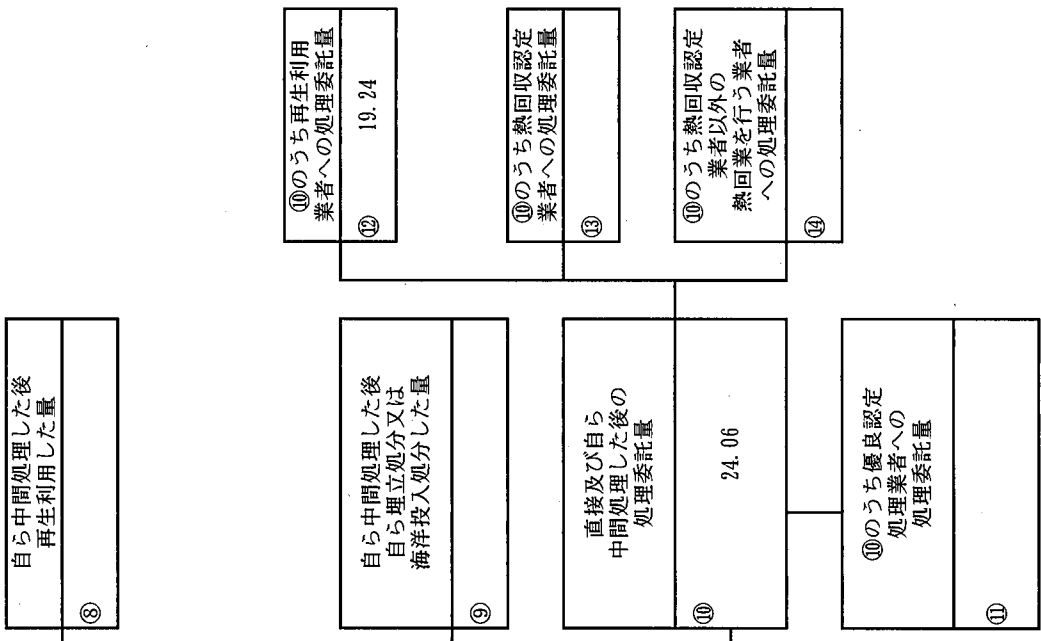 自ら中間処理した後
再生利用した量
⑧
自ら中間処理した後
自ら埋立処分又は
海洋投入処分した量
⑨
直接及び自ら
中間処理した後の
処理委託量
⑩
24.06
⑩のうち優良認定
処理業者への
処理委託量
⑪
⑩のうち再生利用
業者への処理委託量
⑫
19.24
⑩のうち熱回収認定
業者への処理委託量
⑬
⑩のうち熱回収認定
業者以外の
熱回業を行う業者
への処理委託量
⑭